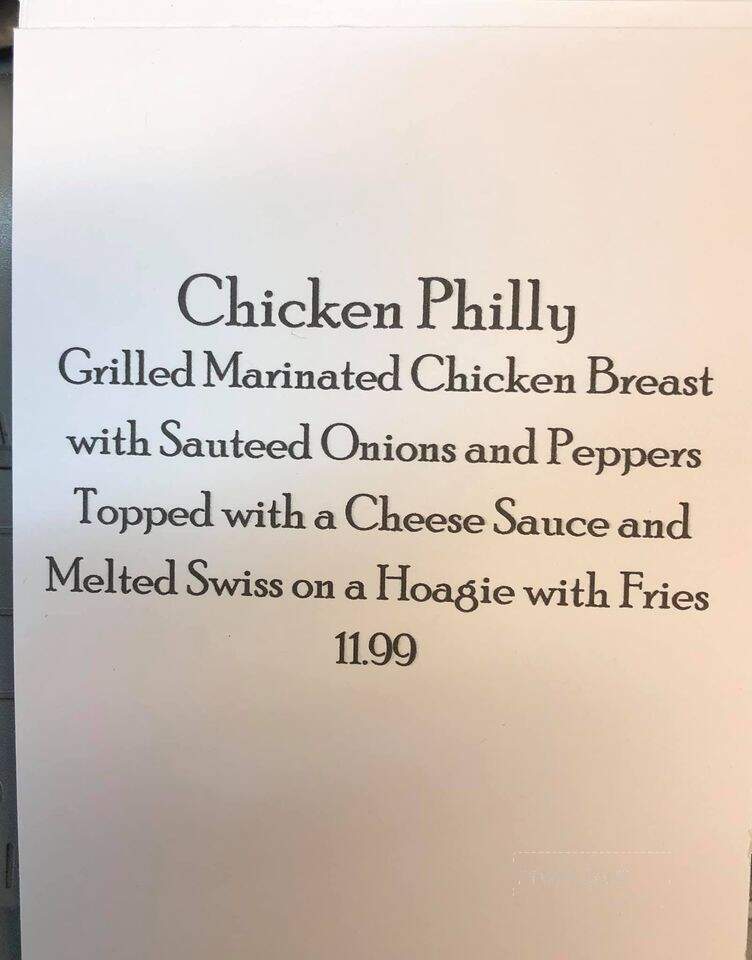 Chicken Philly
Grilled Marinated Chicken Breast
with Sauteed Onions and Peppers
Topped with a Cheese Sauce and
Melted Swiss on a Hoagie with Fries
11.99